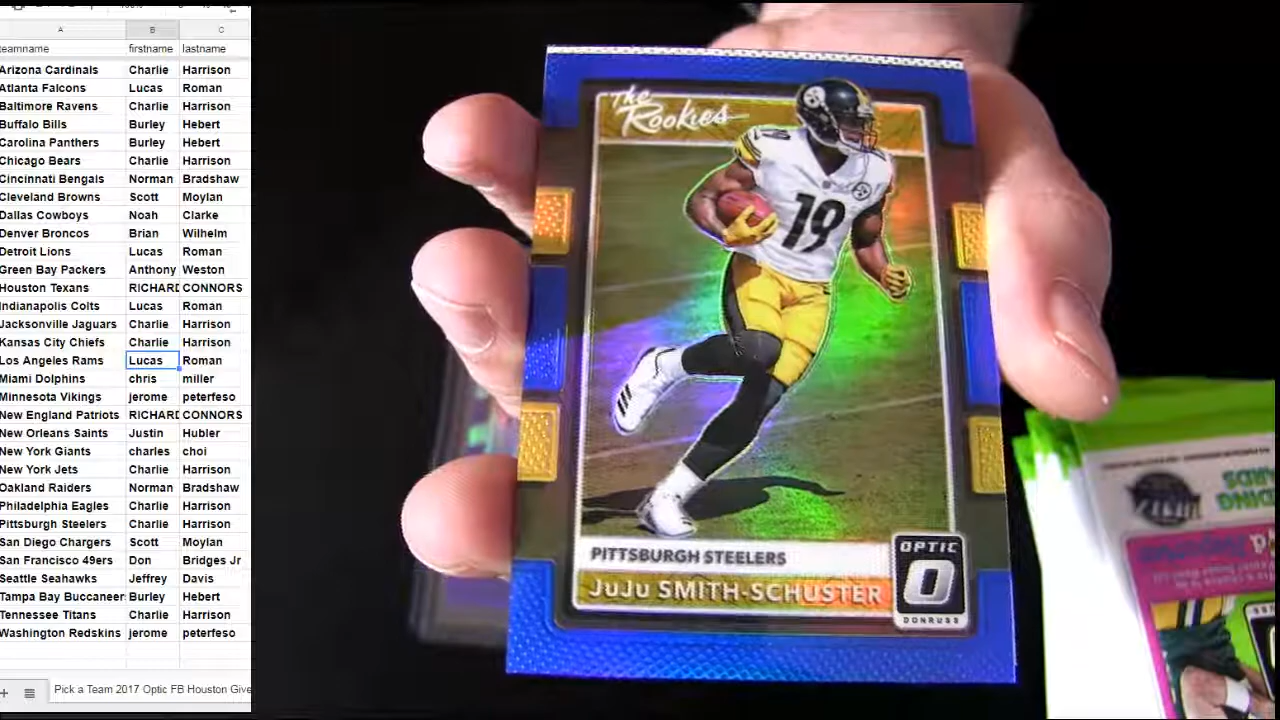 A B C
teamname firstname lastname
Arizona Cardinals Charlie Harrison
Atlanta Falcons Lucas Roman
Baltimore Ravens Charlie Harrison
Buffalo Bills Burley Hebert
Carolina Panthers Burley Hebert
Chicago Bears Charlie Harrison
Cincinnati Bengals Norman Bradshaw
Cleveland Browns Scott Moylan
Dallas Cowboys Noah Clarke
Denver Broncos Brian Wilhelm
Detroit Lions Lucas Roman
Green Bay Packers Anthony Weston
Houston Texans RICHARD CONNORS
Indianapolis Colts Lucas Roman
Jacksonville Jaguars Charlie Harrison
Kansas City Chiefs Charlie Harrison
Los Angeles Rams Lucas Roman
Miami Dolphins chris miller
Minnesota Vikings jerome peterfeso
New England Patriots RICHARD CONNORS
New Orleans Saints Justin Hubler
New York Giants charles choi
New York Jets Charlie Harrison
Oakland Raiders Norman Bradshaw
Philadelphia Eagles Charlie Harrison
Pittsburgh Steelers Charlie Harrison
San Diego Chargers Scott Moylan
San Francisco 49ers Don Bridges Jr
Seattle Seahawks Jeffrey Davis
Tampa Bay Buccaneer Burley Hebert
Tennessee Titans Charlie Harrison
Washington Redskins jerome peterfeso
Pick a Team 2017 Optic FB Houston Give
The
Rookies
19
19
PITTSBURGH STEELERS
JuJu SMITH-SCHUSTER
OPTIC
O
DONRUSS